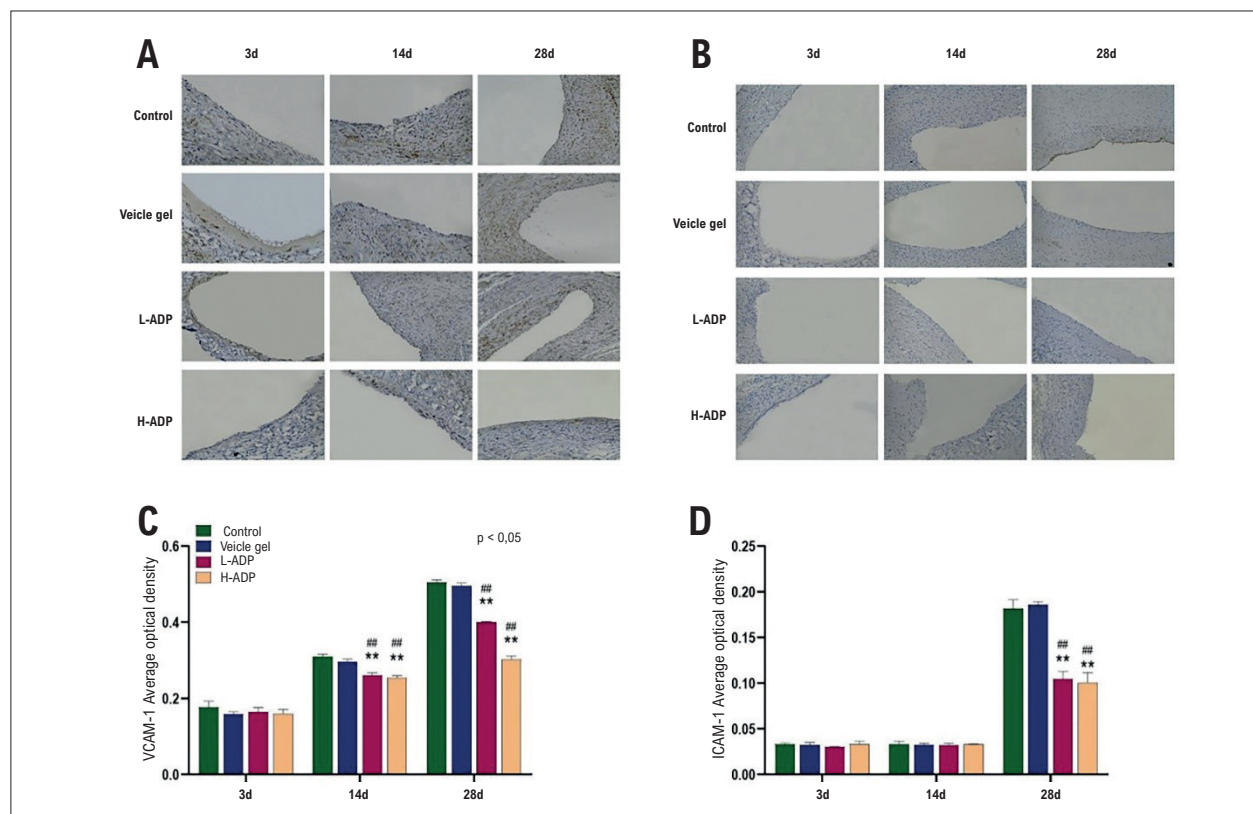 A
3d 14d 28d
Control
Veicle gel
L-ADP
H-ADP
B
3d 14d 28d
Control
Veicle gel
L-ADP
H-ADP
C
Control
Veicle gel
L-ADP
H-ADP
p < 0,05
VCAM-1 Average optical density
0.6
0.4
0.2
0.0
## ##
** **
##
**
##
**
3d 14d 28d
D
ICAM-1 Average optical density
0.25
0.20
0.15
0.10
0.05
0.00
## ##
** **
3d 14d 28d